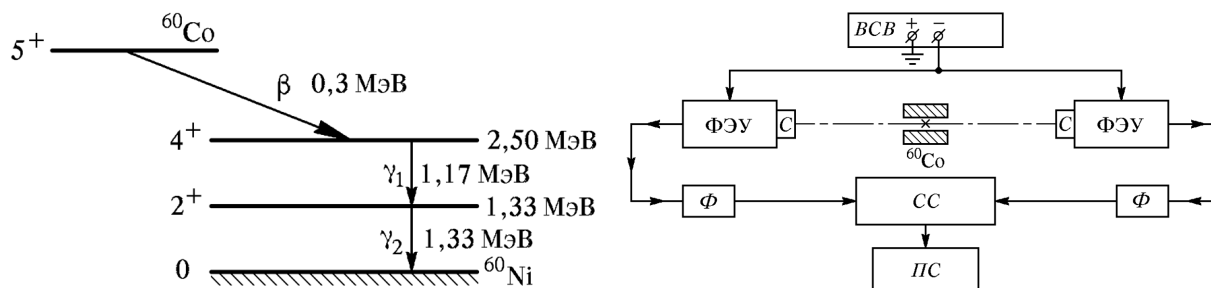 ⁶⁰Co
5⁺
β 0,3 МэВ
4⁺
2,50 МэВ
γ₁ 1,17 МэВ
2⁺
1,33 МэВ
γ₂ 1,33 МэВ
0
⁶⁰Ni
ВСВ + −
ФЭУ С С ФЭУ
⁶⁰Co
Ф СС Ф
ПС